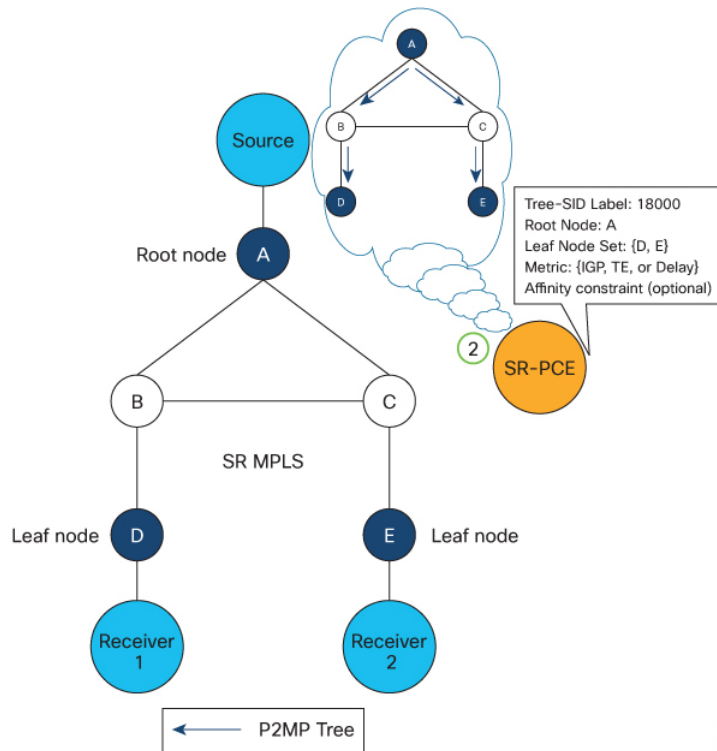 A
B
C
D
E
Source
Tree-SID Label: 18000
Root Node: A
Leaf Node Set: {D, E}
Metric: {IGP, TE, or Delay}
Affinity constraint (optional)
Root node
A
2
SR-PCE
B
C
SR MPLS
Leaf node
D
E
Leaf node
Receiver
1
Receiver
2
P2MP Tree